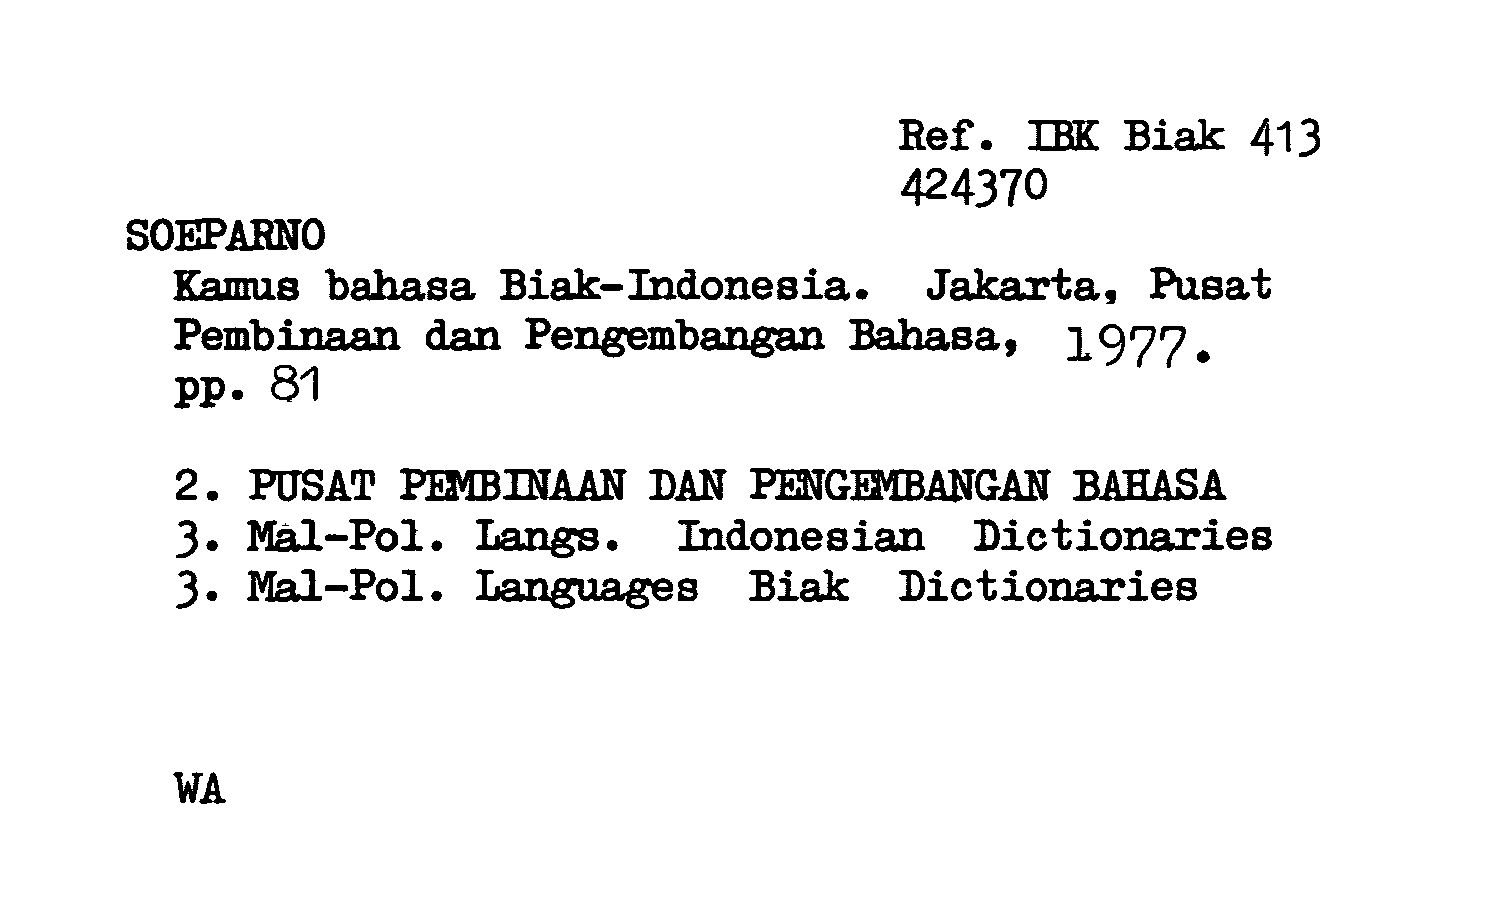 Ref. IBK Biak 413
424370
SOEPARNO
Kamus bahasa Biak-Indonesia. Jakarta, Pusat
Pembinaan dan Pengembangan Bahasa, 1977.
pp. 81
2. PUSAT PEMBINAAN DAN PENGEMBANGAN BAHASA
3. Mal-Pol. Langs. Indonesian Dictionaries
3. Mal-Pol. Languages Biak Dictionaries
WA